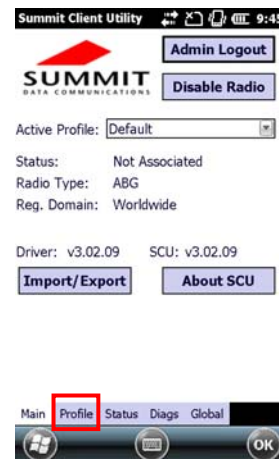 Summit Client Utility 9:45
Admin Logout
SUMMIT
DATA COMMUNICATIONS
Disable Radio
Active Profile: Default
Status: Not Associated
Radio Type: ABG
Reg. Domain: Worldwide
Driver: v3.02.09 SCU: v3.02.09
Import/Export About SCU
Main Profile Status Diags Global
OK